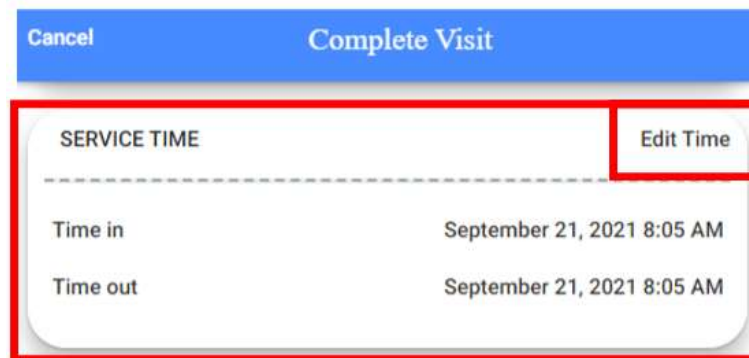 Cancel Complete Visit
SERVICE TIME Edit Time
Time in September 21, 2021 8:05 AM
Time out September 21, 2021 8:05 AM